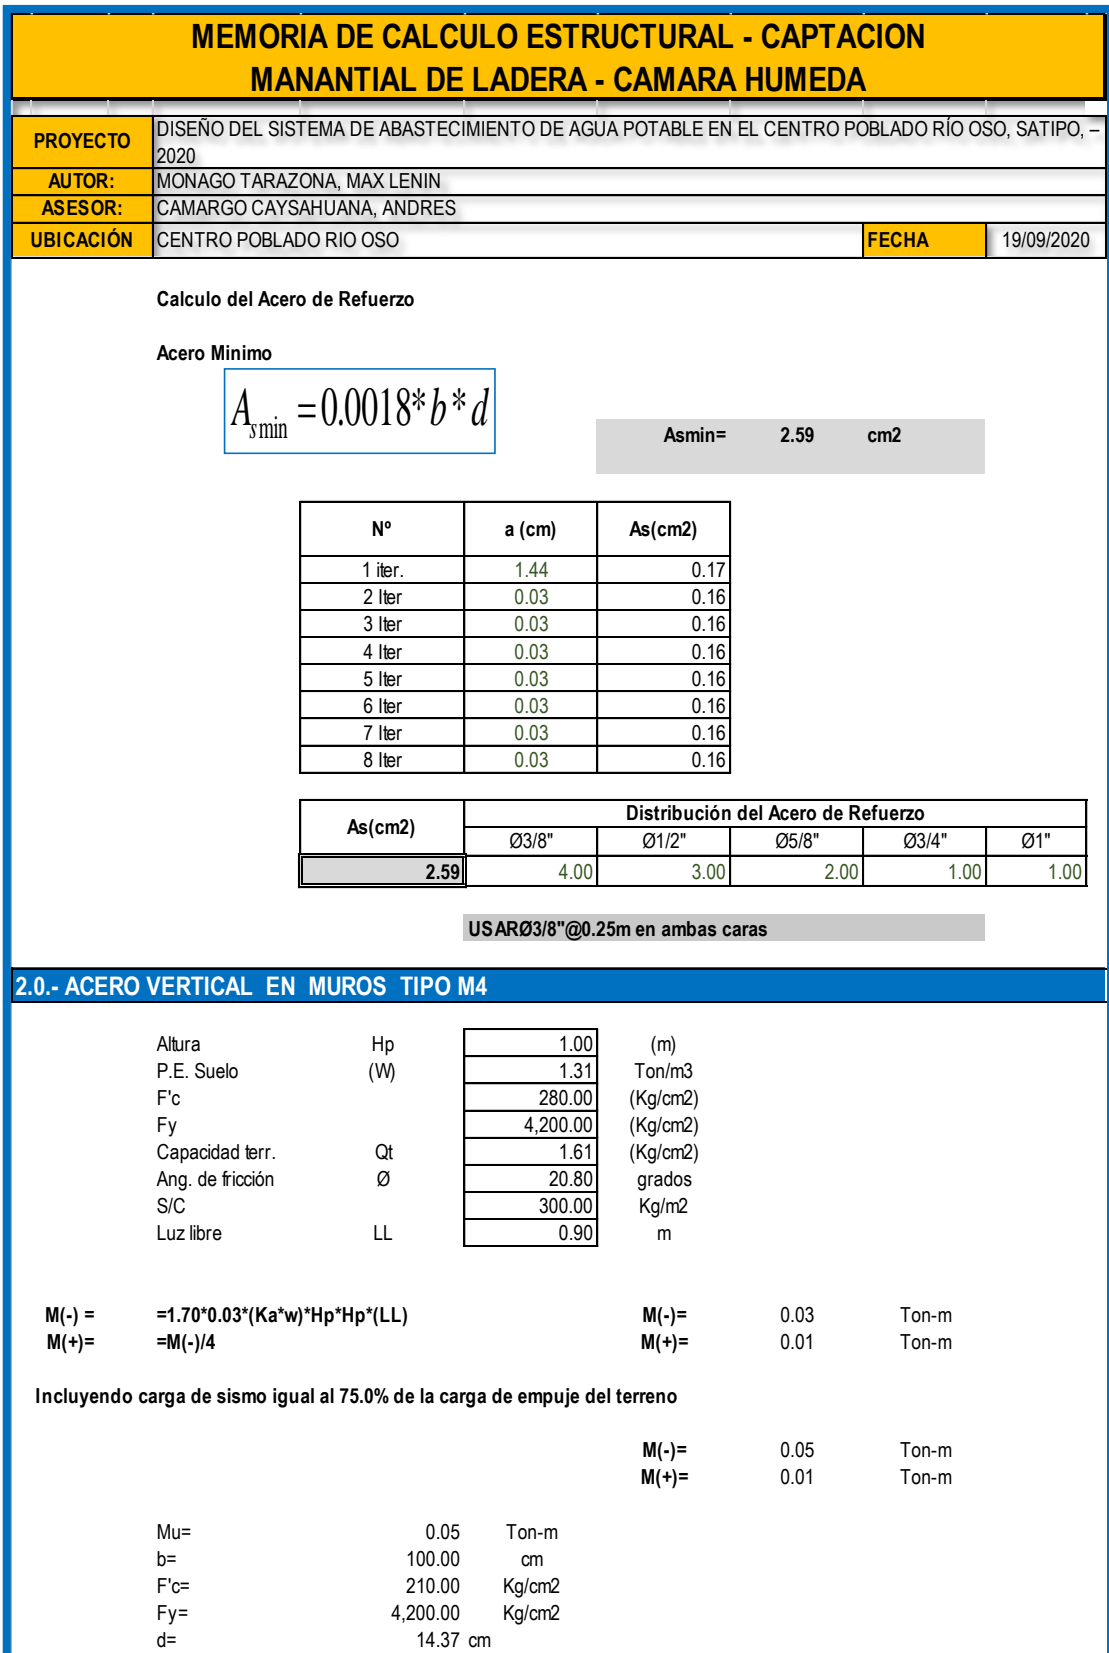 MEMORIA DE CALCULO ESTRUCTURAL - CAPTACION
MANANTIAL DE LADERA - CAMARA HUMEDA
PROYECTO DISEÑO DEL SISTEMA DE ABASTECIMIENTO DE AGUA POTABLE EN EL CENTRO POBLADO RÍO OSO, SATIPO, –
2020
AUTOR: MONAGO TARAZONA, MAX LENIN
ASESOR: CAMARGO CAYSAHUANA, ANDRES
UBICACIÓN CENTRO POBLADO RIO OSO FECHA 19/09/2020
Calculo del Acero de Refuerzo
Acero Minimo
A_smin =0.0018*b*d
Asmin= 2.59 cm2
Nº a (cm) As(cm2)
1 iter. 1.44 0.17
2 Iter 0.03 0.16
3 Iter 0.03 0.16
4 Iter 0.03 0.16
5 Iter 0.03 0.16
6 Iter 0.03 0.16
7 Iter 0.03 0.16
8 Iter 0.03 0.16
As(cm2) Distribución del Acero de Refuerzo
Ø3/8" Ø1/2" Ø5/8" Ø3/4" Ø1"
2.59 4.00 3.00 2.00 1.00 1.00
USARØ3/8"@0.25m en ambas caras
2.0.- ACERO VERTICAL EN MUROS TIPO M4
Altura Hp 1.00 (m)
P.E. Suelo (W) 1.31 Ton/m3
F'c 280.00 (Kg/cm2)
Fy 4,200.00 (Kg/cm2)
Capacidad terr. Qt 1.61 (Kg/cm2)
Ang. de fricción Ø 20.80 grados
S/C 300.00 Kg/m2
Luz libre LL 0.90 m
M(-) = =1.70*0.03*(Ka*w)*Hp*Hp*(LL) M(-)= 0.03 Ton-m
M(+)= =M(-)/4 M(+)= 0.01 Ton-m
Incluyendo carga de sismo igual al 75.0% de la carga de empuje del terreno
M(-)= 0.05 Ton-m
M(+)= 0.01 Ton-m
Mu= 0.05 Ton-m
b= 100.00 cm
F'c= 210.00 Kg/cm2
Fy= 4,200.00 Kg/cm2
d= 14.37 cm